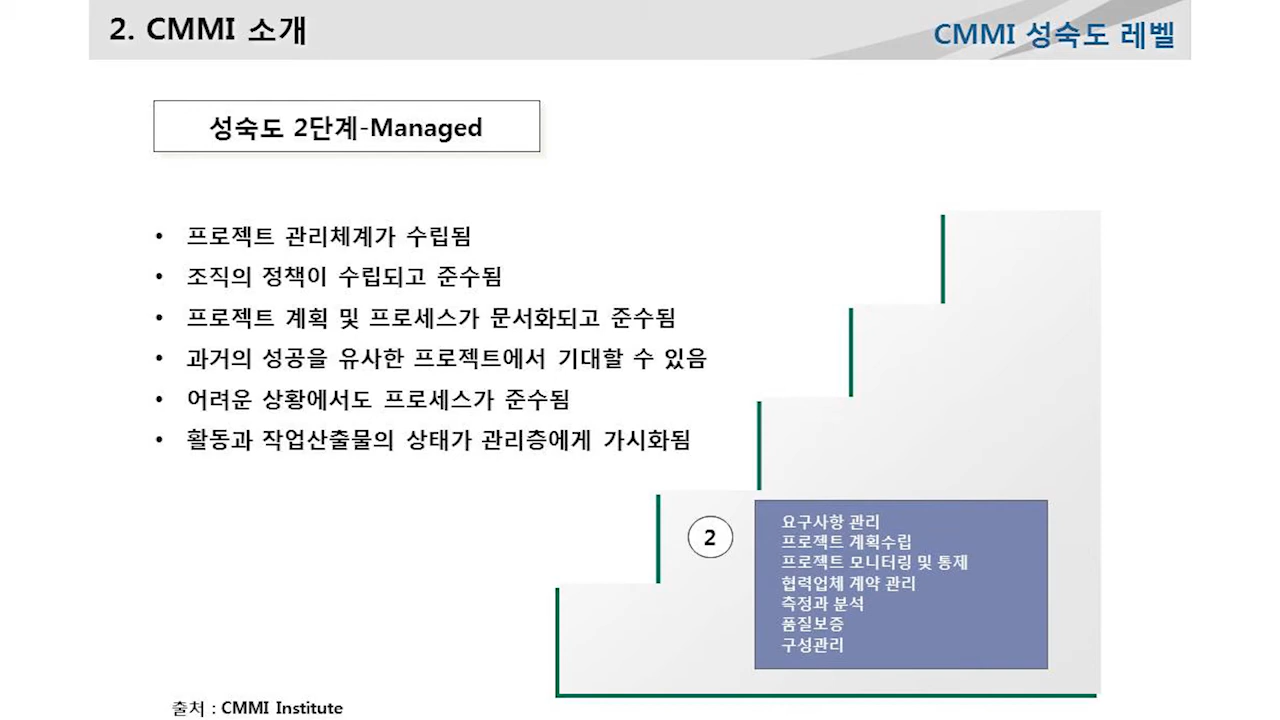 2. CMMI 소개
CMMI 성숙도 레벨
성숙도 2단계-Managed
• 프로젝트 관리체계가 수립됨
• 조직의 정책이 수립되고 준수됨
• 프로젝트 계획 및 프로세스가 문서화되고 준수됨
• 과거의 성공을 유사한 프로젝트에서 기대할 수 있음
• 어려운 상황에서도 프로세스가 준수됨
• 활동과 작업산출물의 상태가 관리층에게 가시화됨
2
요구사항 관리
프로젝트 계획수립
프로젝트 모니터링 및 통제
협력업체 계약 관리
측정과 분석
품질보증
구성관리
출처 : CMMI Institute